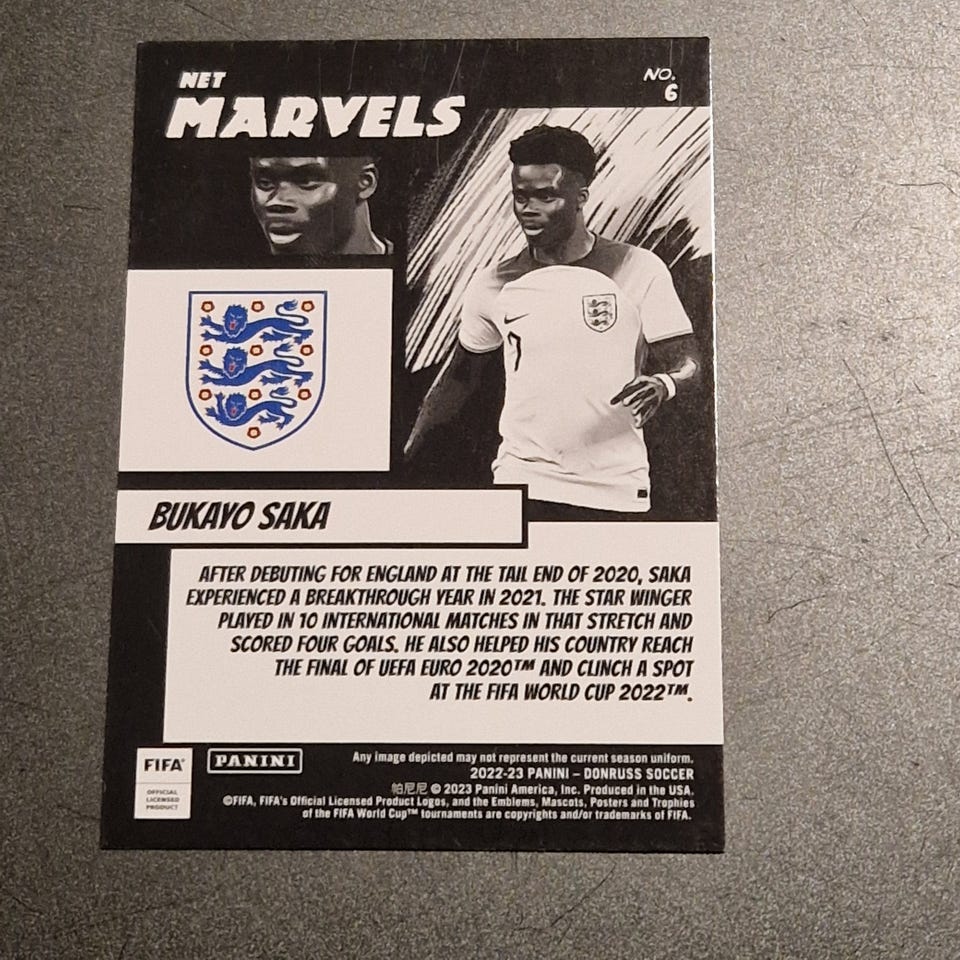 NET
MARVELS
NO.
6
7
BUKAYO SAKA
AFTER DEBUTING FOR ENGLAND AT THE TAIL END OF 2020, SAKA
EXPERIENCED A BREAKTHROUGH YEAR IN 2021. THE STAR WINGER
PLAYED IN 10 INTERNATIONAL MATCHES IN THAT STRETCH AND
SCORED FOUR GOALS. HE ALSO HELPED HIS COUNTRY REACH
THE FINAL OF UEFA EURO 2020™ AND CLINCH A SPOT
AT THE FIFA WORLD CUP 2022™.
FIFA®
OFFICIAL
LICENSED
PRODUCT
PANINI
Any image depicted may not represent the current season uniform.
2022-23 PANINI – DONRUSS SOCCER
帕尼尼 © 2023 Panini America, Inc. Produced in the USA.
©FIFA, FIFA's Official Licensed Product Logos, and the Emblems, Mascots, Posters and Trophies
of the FIFA World Cup™ tournaments are copyrights and/or trademarks of FIFA.